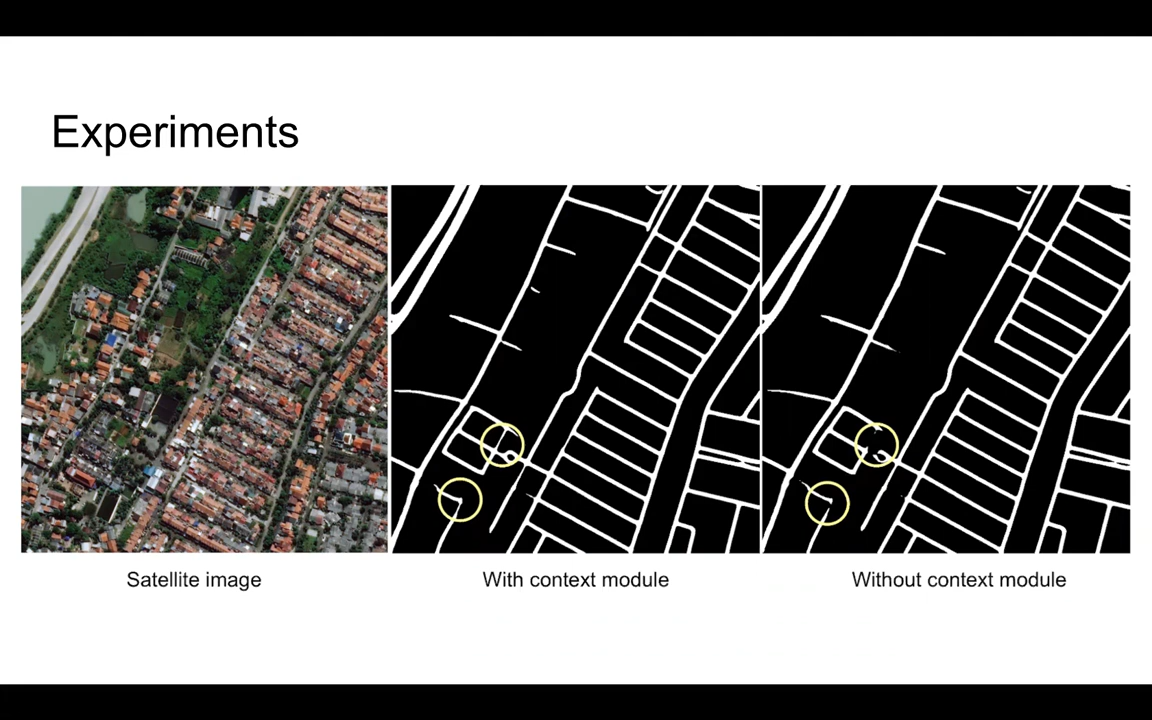 Experiments
Satellite image
With context module
Without context module